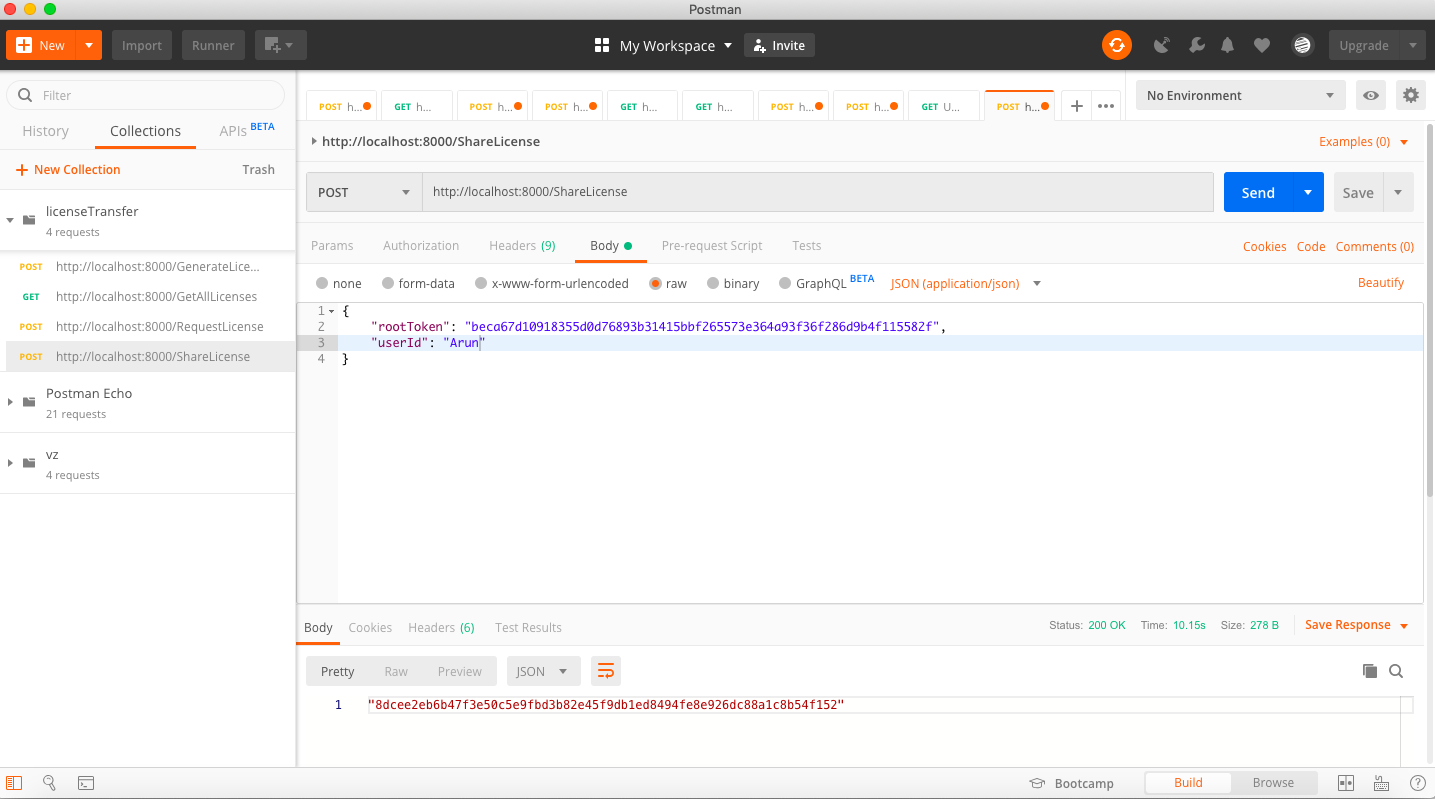 Postman
New
Import
Runner
My Workspace
Invite
Upgrade
Filter
History
Collections
APIs BETA
New Collection
Trash
licenseTransfer
4 requests
POST http://localhost:8000/GenerateLice...
GET http://localhost:8000/GetAllLicenses
POST http://localhost:8000/RequestLicense
POST http://localhost:8000/ShareLicense
Postman Echo
21 requests
vz
4 requests
POST h... GET h... POST h... POST h... GET h... GET h... POST h... POST h... GET U... POST h...
No Environment
http://localhost:8000/ShareLicense
Examples (0)
POST http://localhost:8000/ShareLicense
Send
Save
Params Authorization Headers (9) Body Pre-request Script Tests
Cookies Code Comments (0)
none form-data x-www-form-urlencoded raw binary GraphQL BETA JSON (application/json)
Beautify
1 {
2 "rootToken": "beca67d10918355d0d76893b31415bbf265573e364a93f36f286d9b4f11582f",
3 "userId": "Arun"
4 }
Body Cookies Headers (6) Test Results
Status: 200 OK Time: 10.15s Size: 278 B
Save Response
Pretty Raw Preview JSON
1 "8dcee2eb6b47f3e50c5e9fbd3b82e45f9db1ed8494fe8e926dc88a1c8b54f152"
Bootcamp
Build
Browse